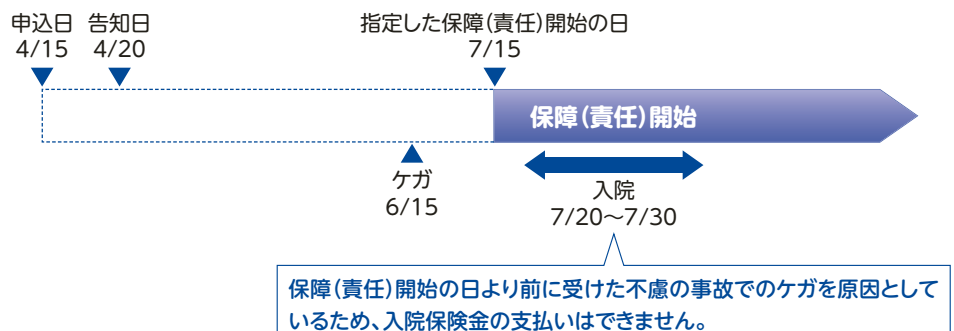 申込日 告知日 指定した保障(責任)開始の日
4/15 4/20 7/15
保障(責任)開始
ケガ
6/15
入院
7/20〜7/30
保障(責任)開始の日より前に受けた不慮の事故でのケガを原因として
いるため、入院保険金の支払いはできません。